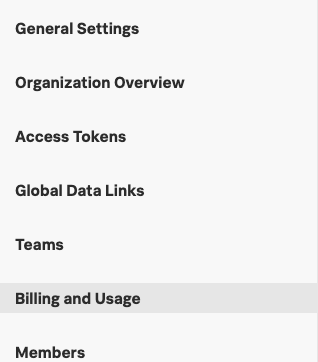 General Settings
Organization Overview
Access Tokens
Global Data Links
Teams
Billing and Usage
Members